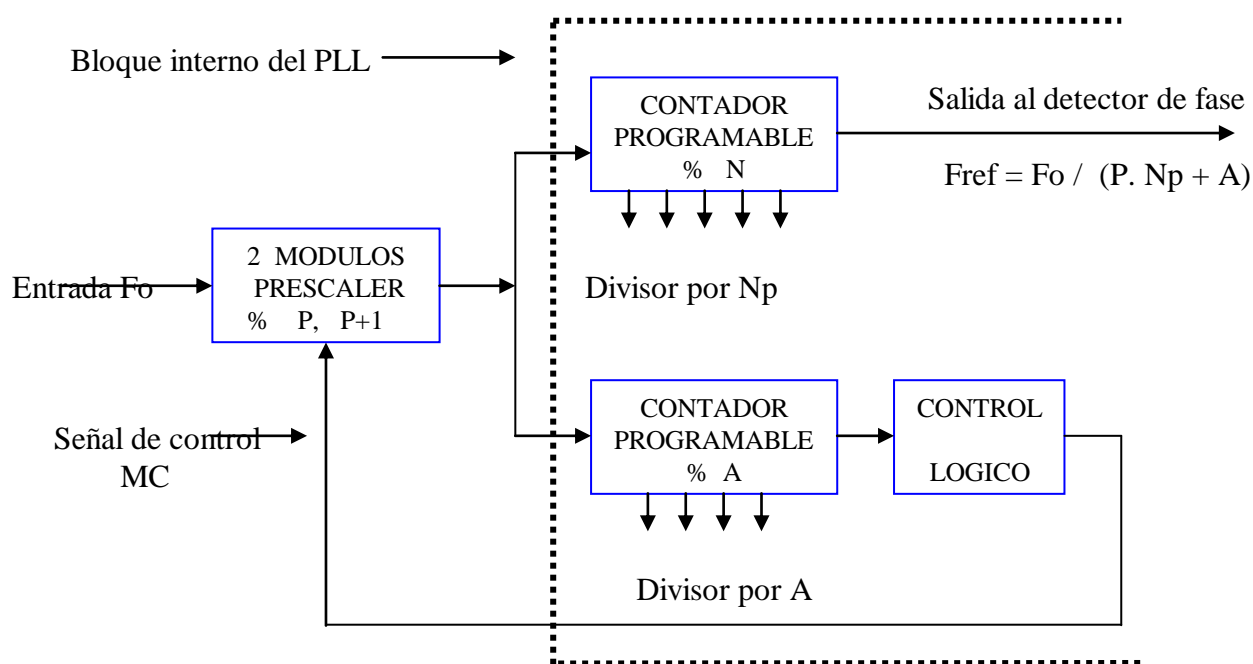 Bloque interno del PLL
CONTADOR
PROGRAMABLE
% N
Salida al detector de fase
Fref = Fo / (P. Np + A)
2 MODULOS
PRESCALER
% P, P+1
Entrada Fo
Divisor por Np
Señal de control
MC
CONTADOR
PROGRAMABLE
% A
CONTROL
LOGICO
Divisor por A